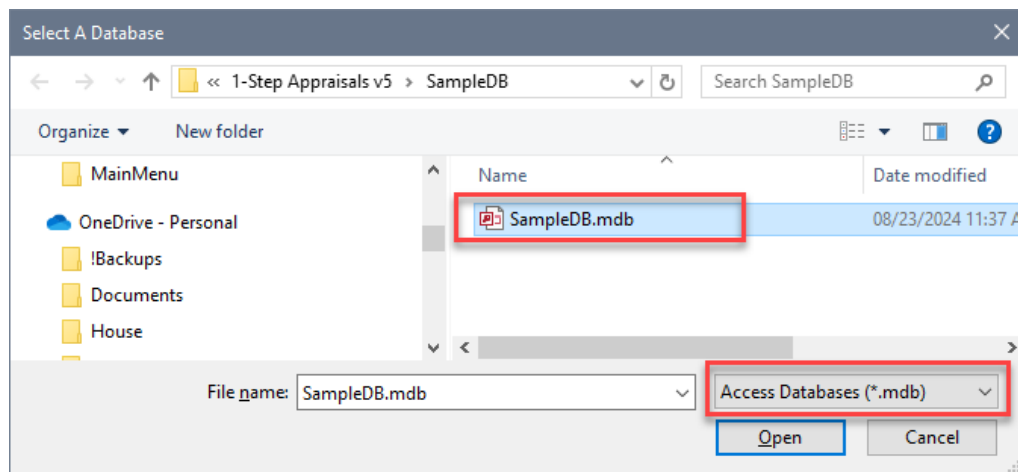 Select A Database
« 1-Step Appraisals v5 > SampleDB
Search SampleDB
Organize
New folder
MainMenu
OneDrive - Personal
!Backups
Documents
House
Name
Date modified
SampleDB.mdb
08/23/2024 11:37 A
File name:
SampleDB.mdb
Access Databases (*.mdb)
Open
Cancel